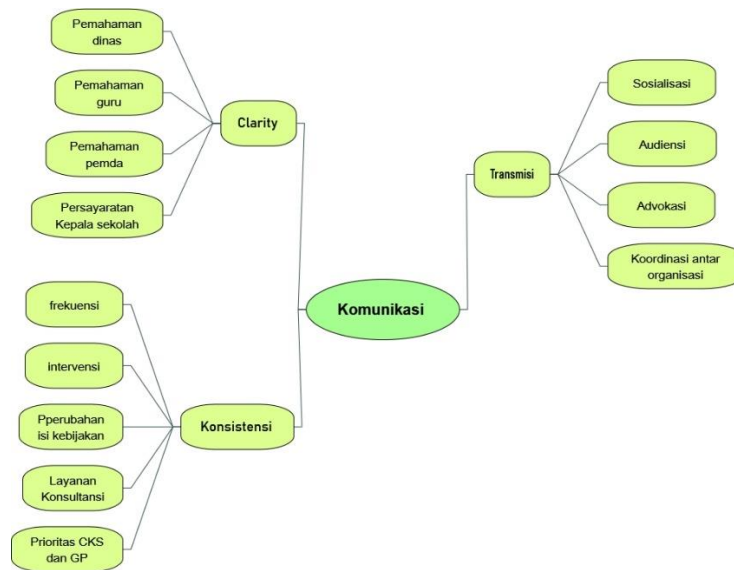 Pemahaman
dinas
Pemahaman
guru
Pemahaman
pemda
Persayaratan
Kepala sekolah
Clarity
frekuensi
intervensi
Pperubahan
isi kebijakan
Layanan
Konsultansi
Prioritas CKS
dan GP
Konsistensi
Komunikasi
Transmisi
Sosialisasi
Audiensi
Advokasi
Koordinasi antar
organisasi